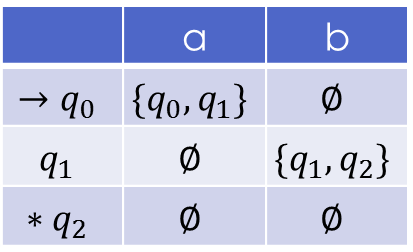 a b
→ q₀ {q₀, q₁} ∅
q₁ ∅ {q₁, q₂}
* q₂ ∅ ∅